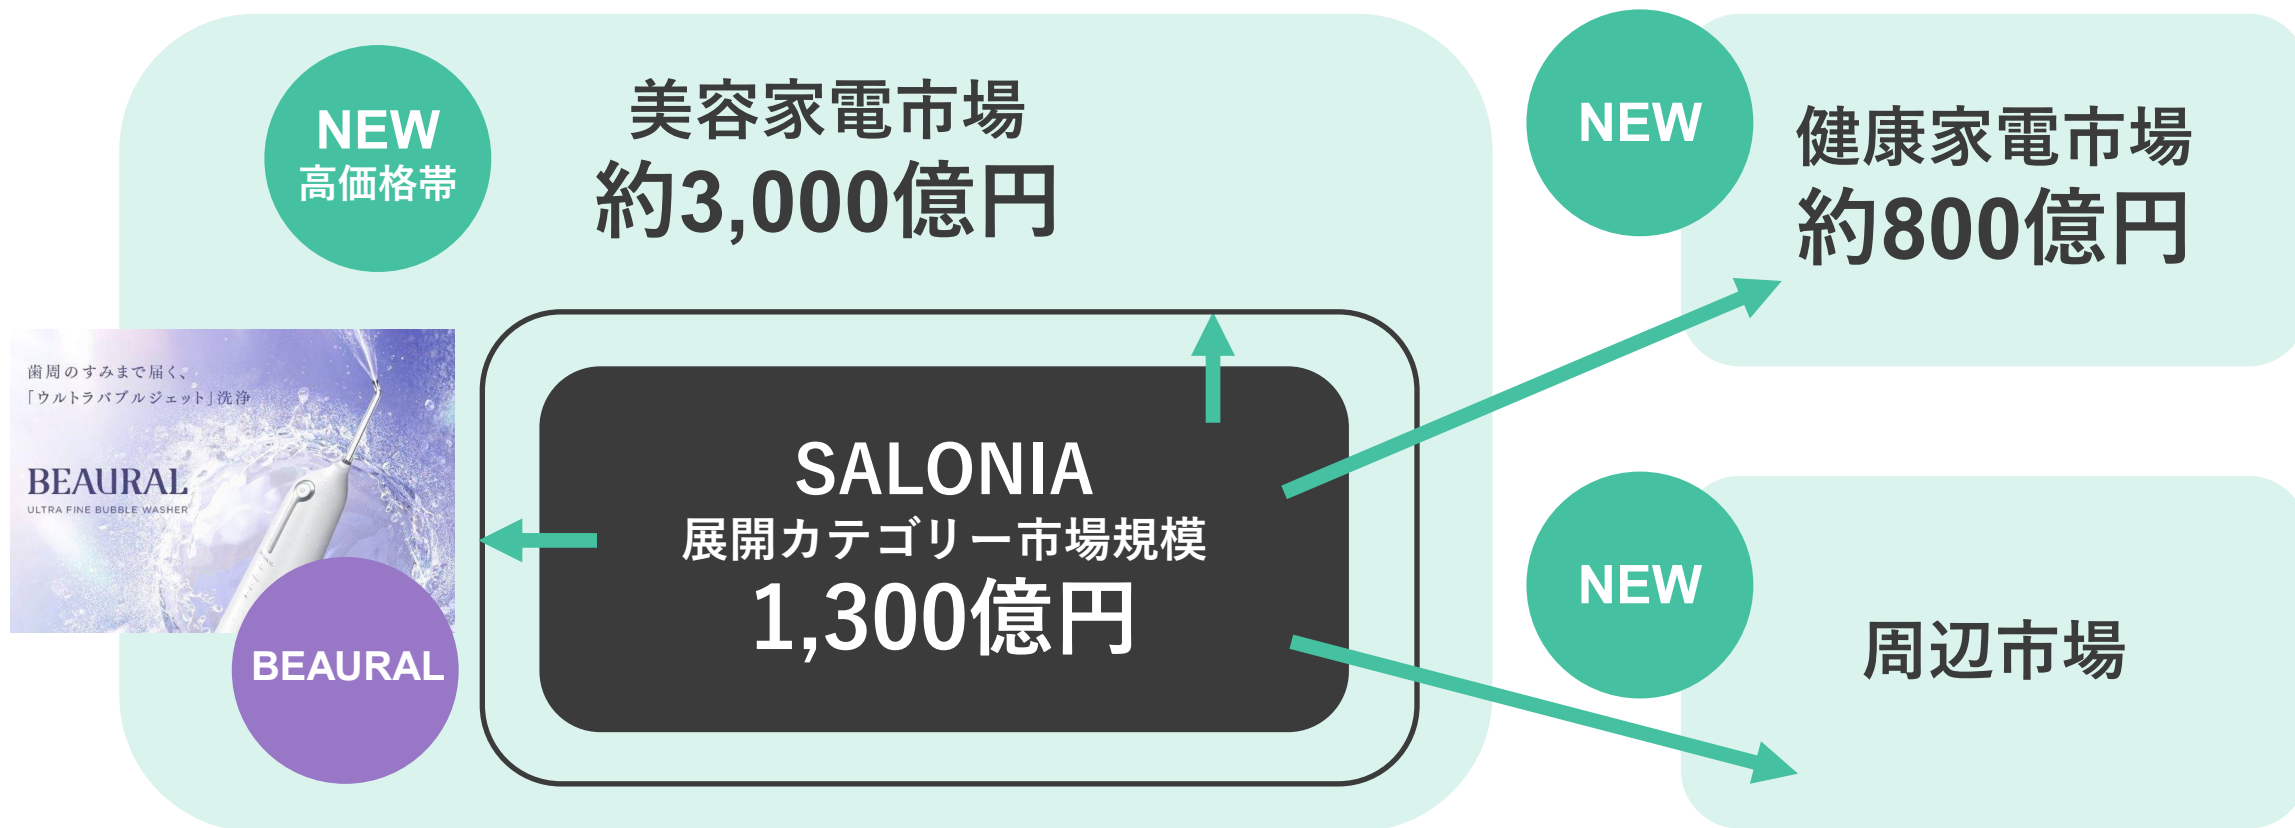 NEW
高価格帯
美容家電市場
約3,000億円
NEW
健康家電市場
約800億円
歯周のすみまで届く、
「ウルトラバブルジェット」洗浄
BEAURAL
ULTRA FINE BUBBLE WASHER
BEAURAL
SALONIA
展開カテゴリー市場規模
1,300億円
NEW
周辺市場